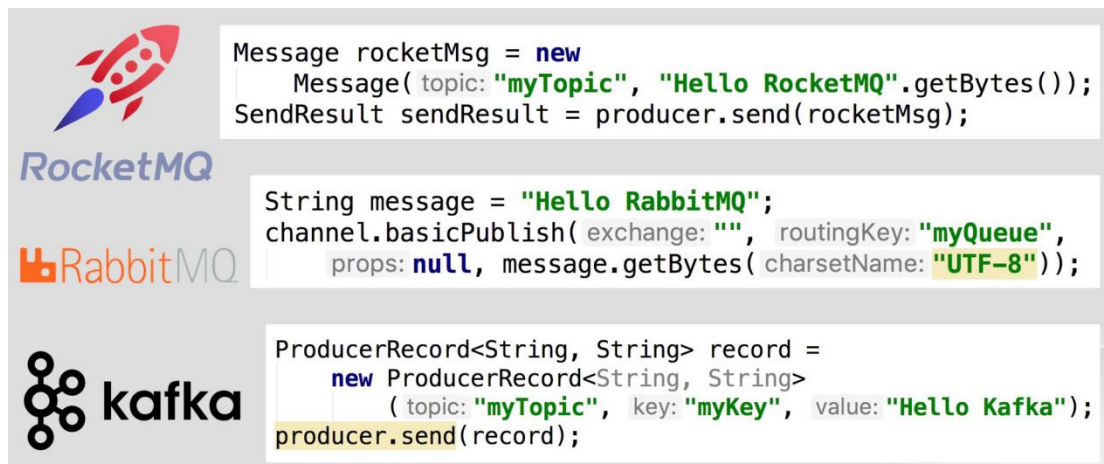 RocketMQ
Message rocketMsg = new
Message( topic: "myTopic", "Hello RocketMQ".getBytes());
SendResult sendResult = producer.send(rocketMsg);
RabbitMQ
String message = "Hello RabbitMQ";
channel.basicPublish( exchange: "", routingKey: "myQueue",
props: null, message.getBytes( charsetName: "UTF-8"));
kafka
ProducerRecord<String, String> record =
new ProducerRecord<String, String>
( topic: "myTopic", key: "myKey", value: "Hello Kafka");
producer.send(record);